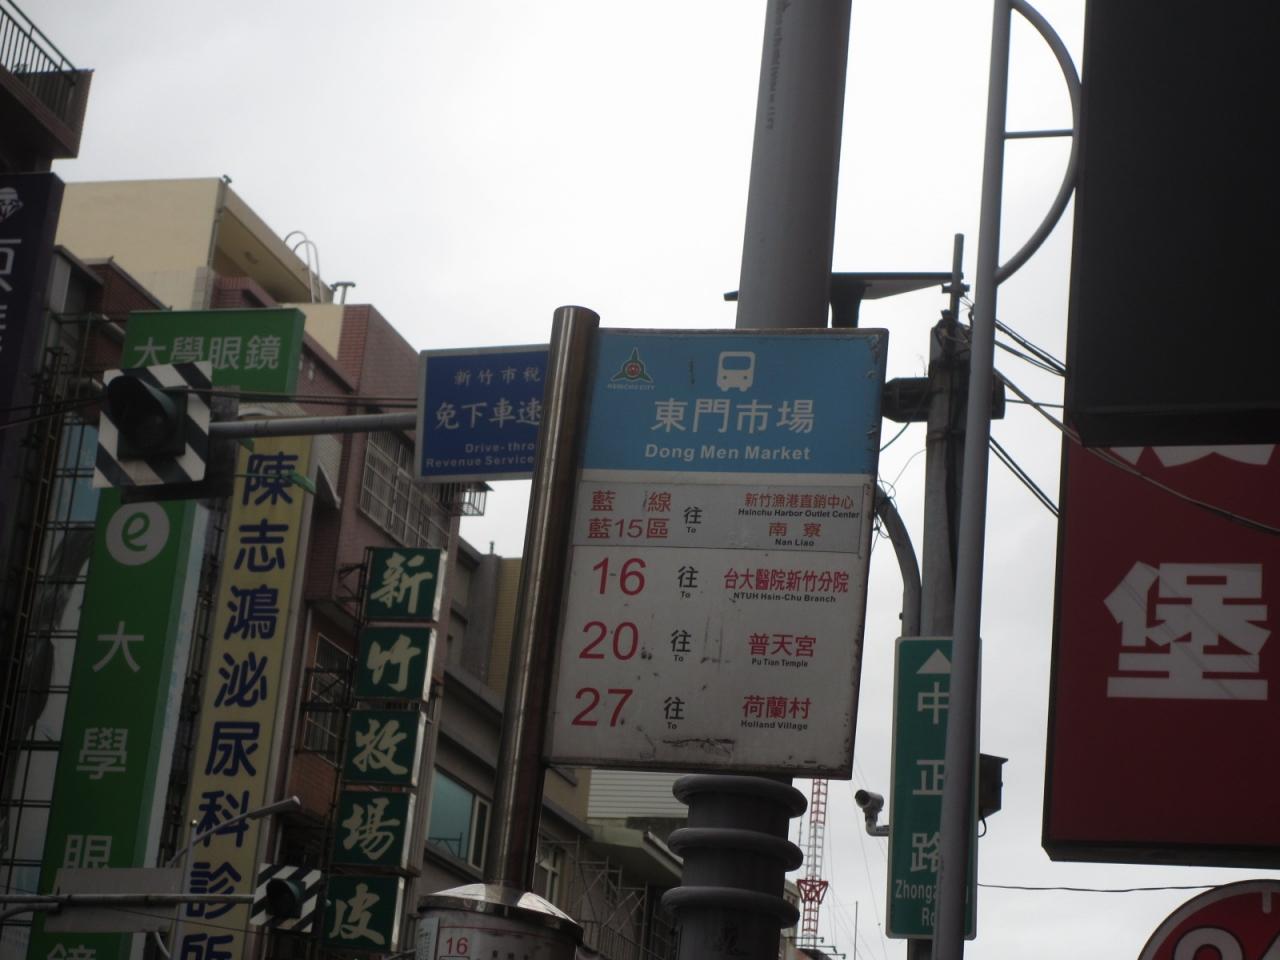 東門市場
Dong Men Market
藍線 往 新竹漁港直銷中心
To Hsinchu Harbor Outlet Center
藍15區 南寮
Nan Liao
16 往 台大醫院新竹分院
To NTUH Hsin-Chu Branch
20 往 普天宮
To Pu Tian Temple
27 往 荷蘭村
To Holland Village
HSINCHU CITY
新竹市稅
免下車速
Drive-thro
Revenue Service
大學眼鏡
e
大學眼鏡
陳志鴻泌尿科診所
新竹牧場皮
16
中正路
Zhongz
Rd
堡